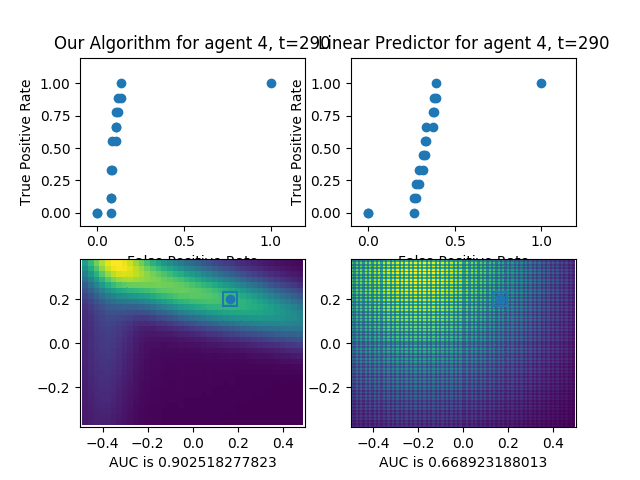 Our Algorithm for agent 4, t=290
Linear Predictor for agent 4, t=290
True Positive Rate
1.00
0.75
0.50
0.25
0.00
0.0 0.5 1.0
False Positive Rate
True Positive Rate
1.00
0.75
0.50
0.25
0.00
0.0 0.5 1.0
False Positive Rate
0.2
0.0
−0.2
−0.4 −0.2 0.0 0.2 0.4
AUC is 0.902518277823
0.2
0.0
−0.2
−0.4 −0.2 0.0 0.2 0.4
AUC is 0.668923188013